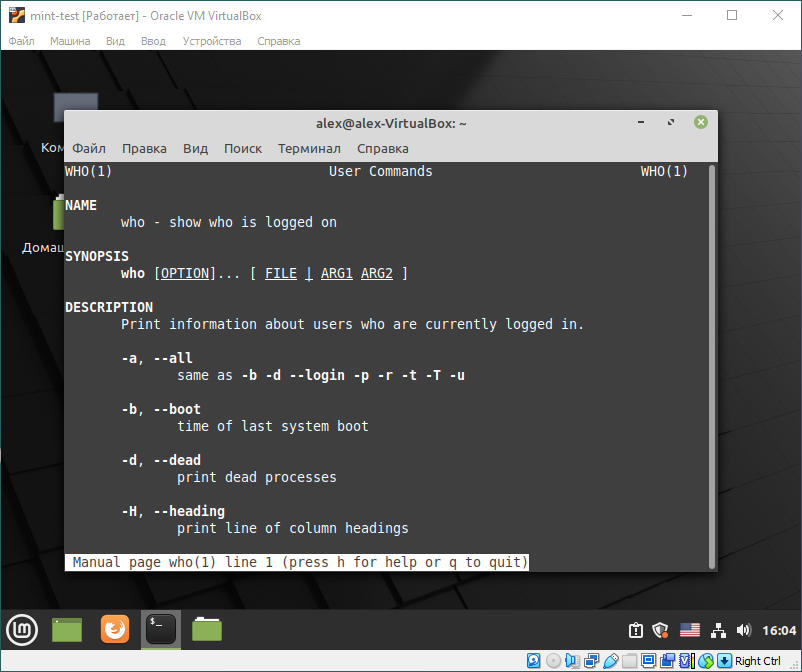 mint-test [Работает] - Oracle VM VirtualBox
Файл Машина Вид Ввод Устройства Справка
alex@alex-VirtualBox: ~
Ком
Файл Правка Вид Поиск Терминал Справка
WHO(1) User Commands WHO(1)
NAME
who - show who is logged on
Домаш
SYNOPSIS
who [OPTION]... [ FILE | ARG1 ARG2 ]
DESCRIPTION
Print information about users who are currently logged in.
-a, --all
same as -b -d --login -p -r -t -T -u
-b, --boot
time of last system boot
-d, --dead
print dead processes
-H, --heading
print line of column headings
Manual page who(1) line 1 (press h for help or q to quit)
$_
16:04
Right Ctrl